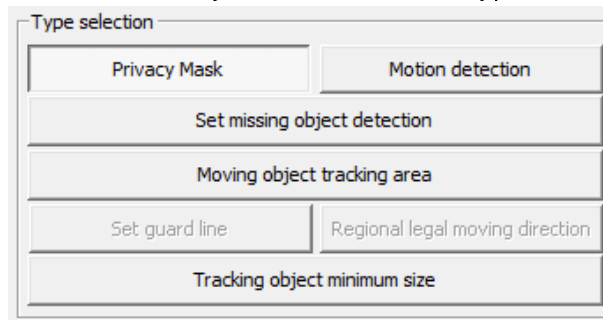 Type selection
Privacy Mask Motion detection
Set missing object detection
Moving object tracking area
Set guard line Regional legal moving direction
Tracking object minimum size